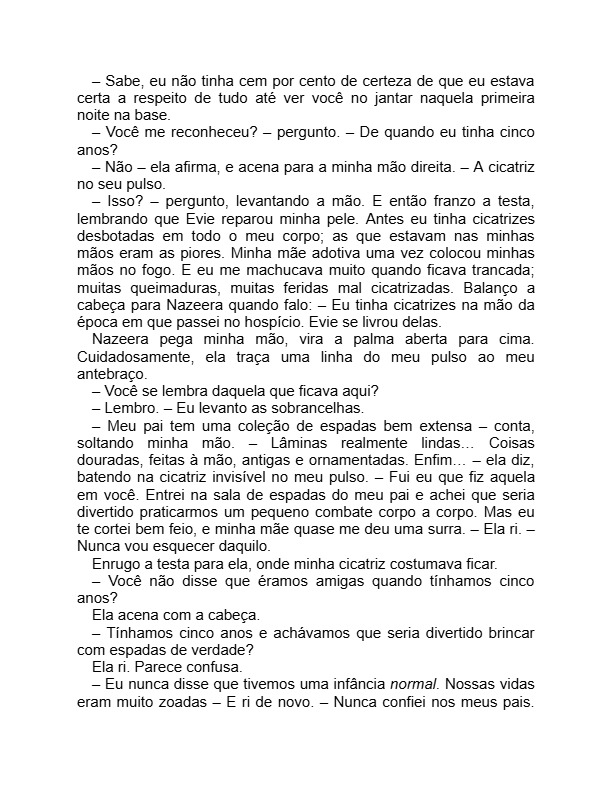 – Sabe, eu não tinha cem por cento de certeza de que eu estava
certa a respeito de tudo até ver você no jantar naquela primeira
noite na base.
– Você me reconheceu? – pergunto. – De quando eu tinha cinco
anos?
– Não – ela afirma, e acena para a minha mão direita. – A cicatriz
no seu pulso.
– Isso? – pergunto, levantando a mão. E então franzo a testa,
lembrando que Evie reparou minha pele. Antes eu tinha cicatrizes
desbotadas em todo o meu corpo; as que estavam nas minhas
mãos eram as piores. Minha mãe adotiva uma vez colocou minhas
mãos no fogo. E eu me machucava muito quando ficava trancada;
muitas queimaduras, muitas feridas mal cicatrizadas. Balanço a
cabeça para Nazeera quando falo: – Eu tinha cicatrizes na mão da
época em que passei no hospício. Evie se livrou delas.
Nazeera pega minha mão, vira a palma aberta para cima.
Cuidadosamente, ela traça uma linha do meu pulso ao meu
antebraço.
– Você se lembra daquela que ficava aqui?
– Lembro. – Eu levanto as sobrancelhas.
– Meu pai tem uma coleção de espadas bem extensa – conta,
soltando minha mão. – Lâminas realmente lindas... Coisas
douradas, feitas à mão, antigas e ornamentadas. Enfim... – ela diz,
batendo na cicatriz invisível no meu pulso. – Fui eu que fiz aquela
em você. Entrei na sala de espadas do meu pai e achei que seria
divertido praticarmos um pequeno combate corpo a corpo. Mas eu
te cortei bem feio, e minha mãe quase me deu uma surra. – Ela ri. –
Nunca vou esquecer daquilo.
Enrugo a testa para ela, onde minha cicatriz costumava ficar.
– Você não disse que éramos amigas quando tínhamos cinco
anos?
Ela acena com a cabeça.
– Tínhamos cinco anos e achávamos que seria divertido brincar
com espadas de verdade?
Ela ri. Parece confusa.
– Eu nunca disse que tivemos uma infância normal. Nossas vidas
eram muito zoadas – E ri de novo. – Nunca confiei nos meus pais.